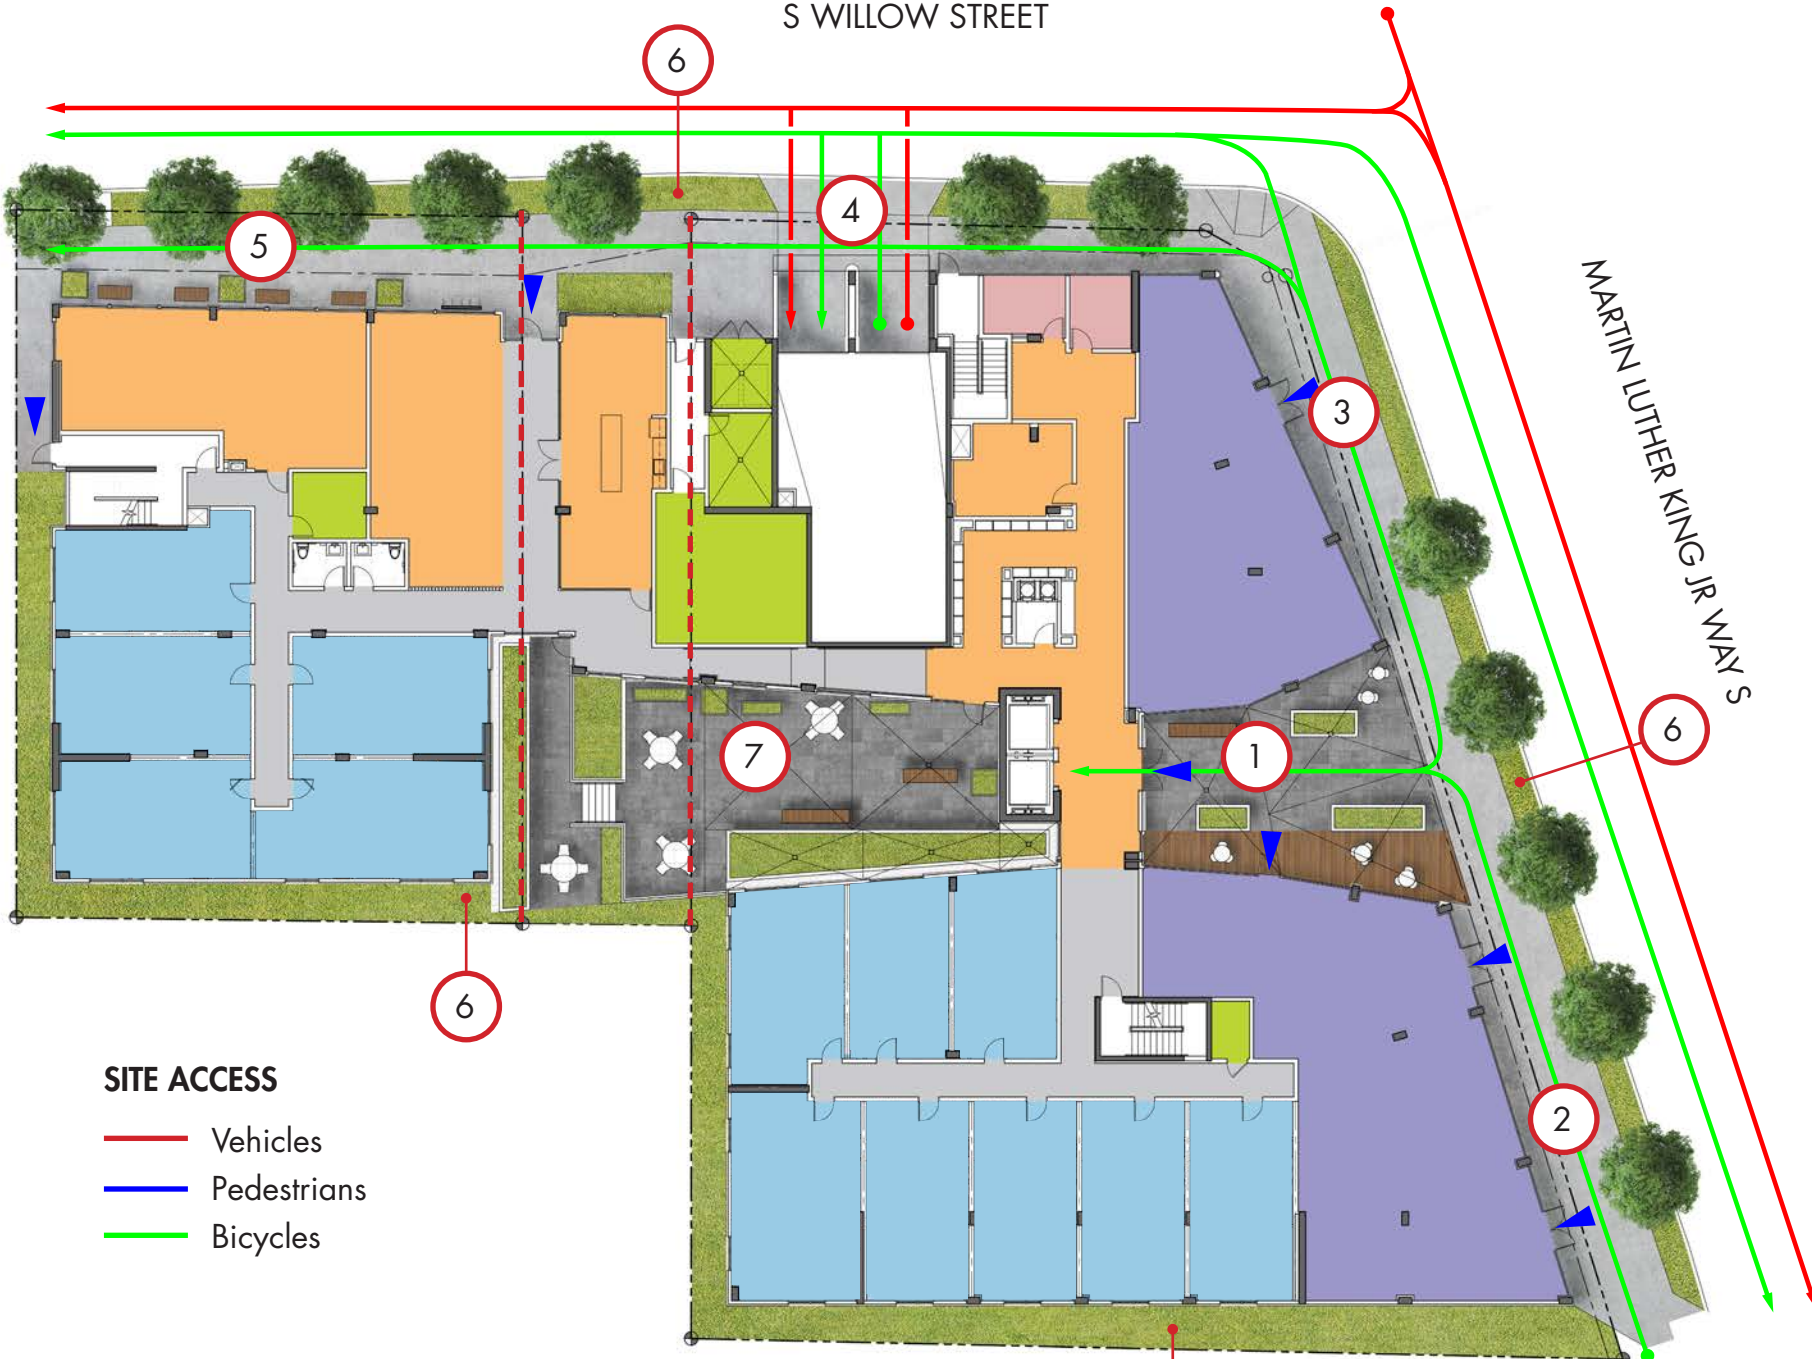 S WILLOW STREET
6
4
5
3
MARTIN LUTHER KING JR WAY S
6
7
1
6
2
SITE ACCESS
Vehicles
Pedestrians
Bicycles